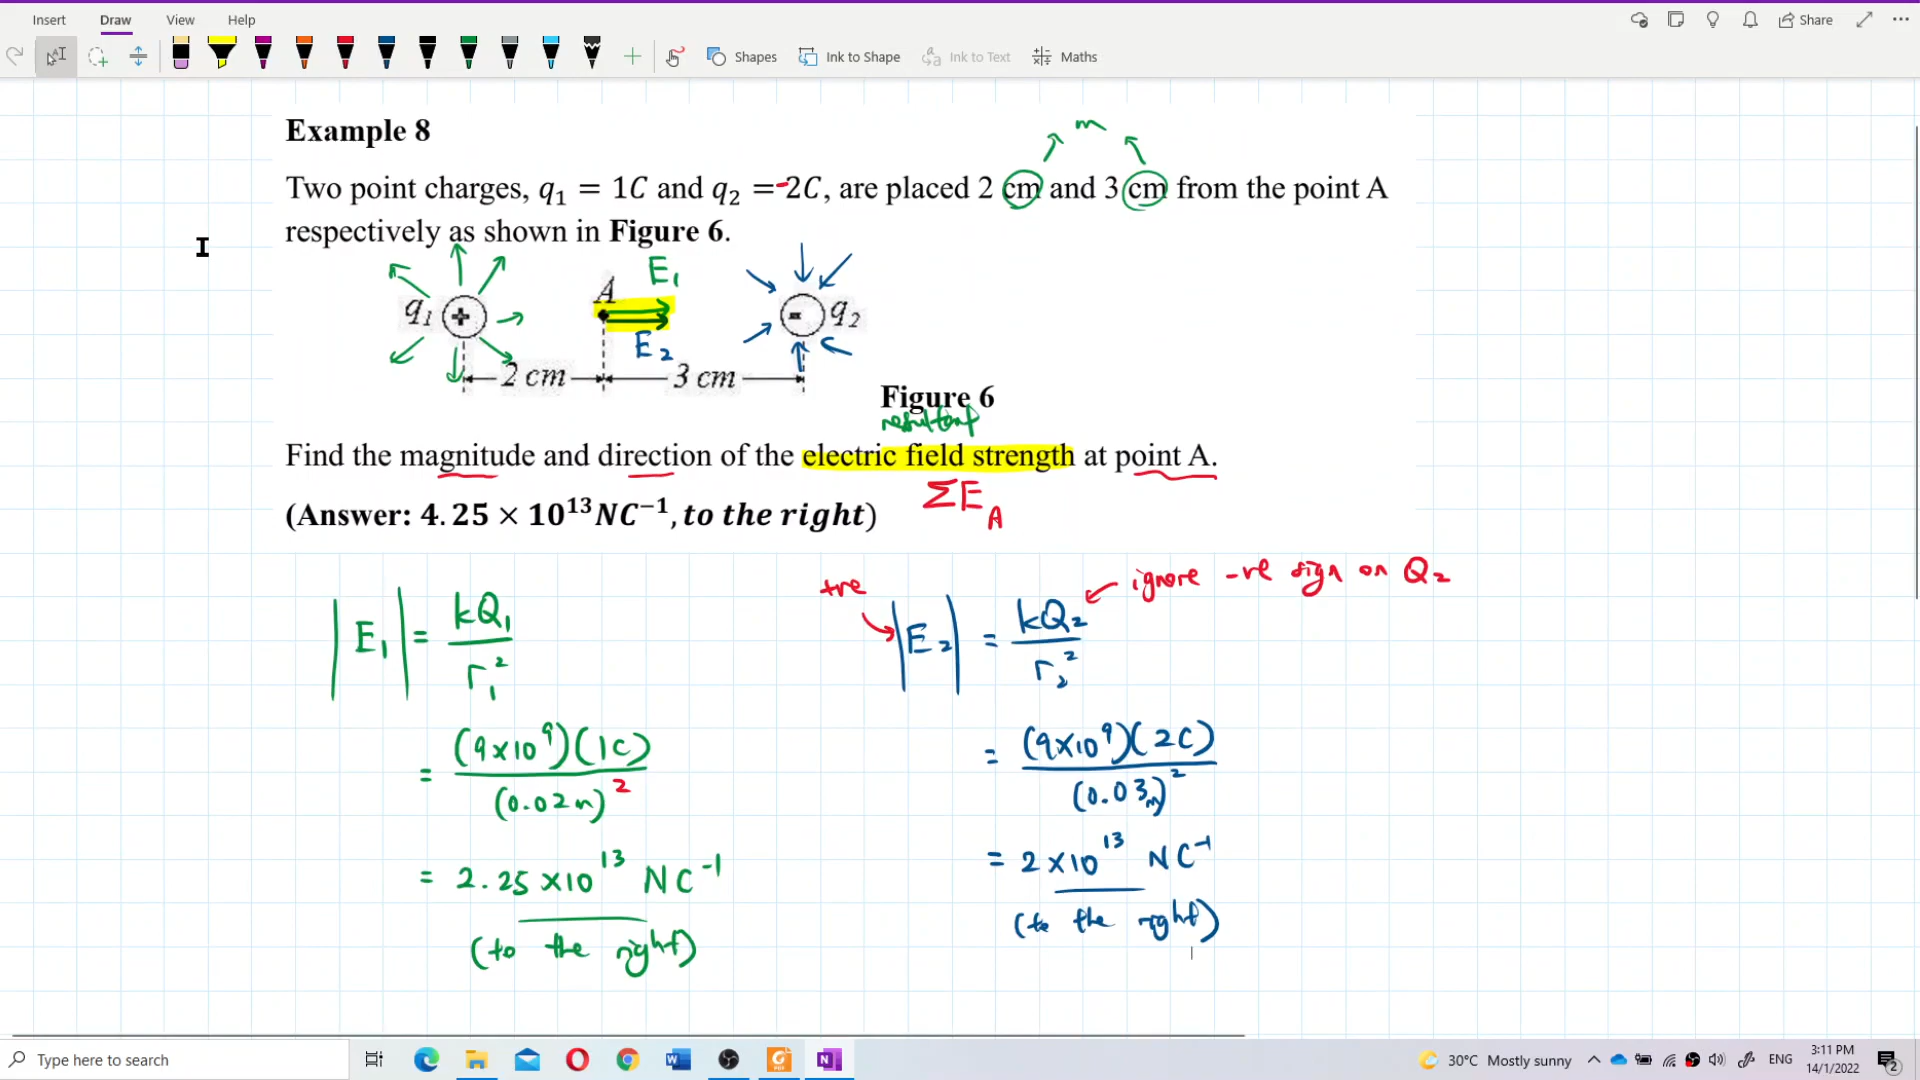 Insert Draw View Help
Share
Shapes Ink to Shape Ink to Text Maths
Example 8
m
Two point charges, q₁ = 1C and q₂ = -2C, are placed 2 cm and 3 cm from the point A
respectively as shown in Figure 6.
E₁
A
q₁ + - q₂
E₂
2 cm 3 cm
Figure 6
resultant
Find the magnitude and direction of the electric field strength at point A.
ΣE_A
(Answer: 4.25 × 10¹³NC⁻¹, to the right)
+ve
ignore -ve sign on Q₂
|E₁| = kQ₁ / r₁²
= (9×10⁹)(1C) / (0.02m)²
= 2.25 ×10¹³ NC⁻¹
(to the right)
|E₂| = kQ₂ / r₂²
= (9×10⁹)(2C) / (0.03m)²
= 2 ×10¹³ NC⁻¹
(to the right)
Type here to search
30°C Mostly sunny
ENG
3:11 PM
14/1/2022
2